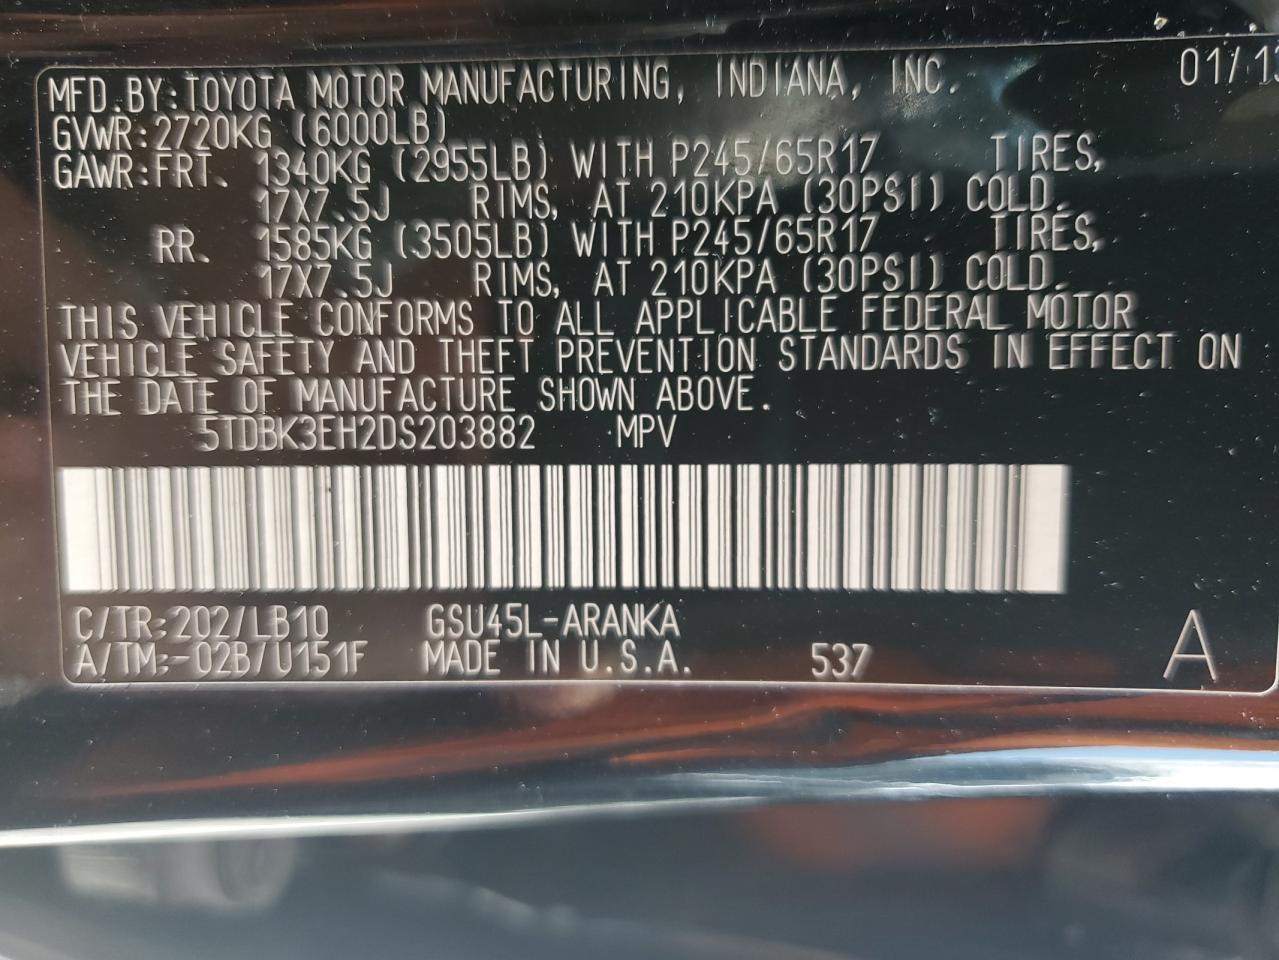 MFD.BY:TOYOTA MOTOR MANUFACTURING, INDIANA, INC. 01/13
GVWR:2720KG (6000LB)
GAWR:FRT. 1340KG (2955LB) WITH P245/65R17 TIRES,
17X7.5J RIMS, AT 210KPA (30PSI) COLD.
RR. 1585KG (3505LB) WITH P245/65R17 TIRES,
17X7.5J RIMS, AT 210KPA (30PSI) COLD.
THIS VEHICLE CONFORMS TO ALL APPLICABLE FEDERAL MOTOR
VEHICLE SAFETY AND THEFT PREVENTION STANDARDS IN EFFECT ON
THE DATE OF MANUFACTURE SHOWN ABOVE.
5TDBK3EH2DS203882 MPV
C/TR:202/LB10 GSU45L-ARANKA
A/TM:-02B/U151F MADE IN U.S.A. 537 A